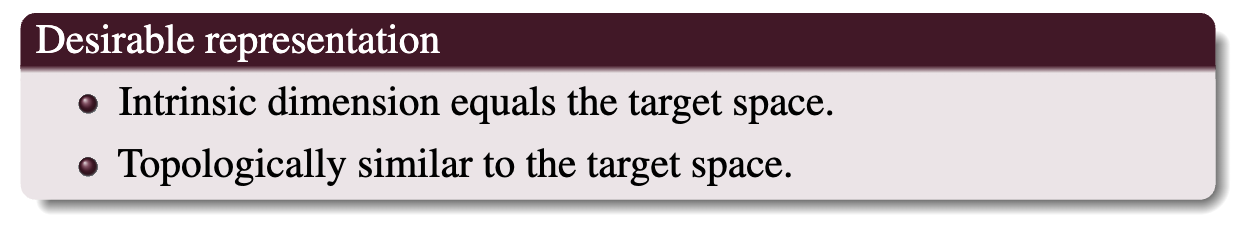 Desirable representation
Intrinsic dimension equals the target space.
Topologically similar to the target space.